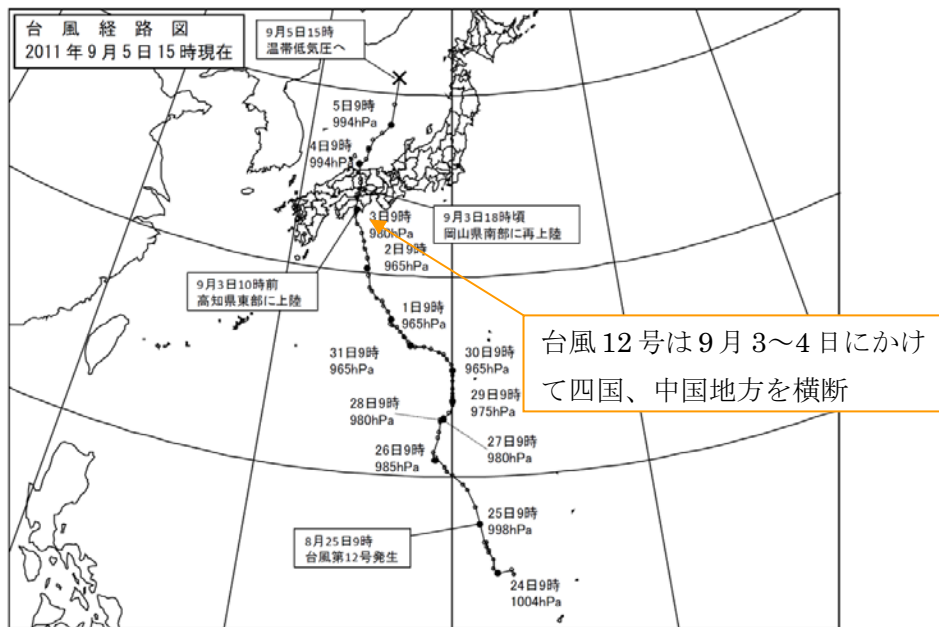 台風経路図
2011年9月5日15時現在
9月5日15時
温帯低気圧へ
5日9時
994hPa
4日9時
994hPa
3日9時
980hPa
9月3日18時頃
岡山県南部に再上陸
2日9時
965hPa
9月3日10時前
高知県東部に上陸
1日9時
965hPa
台風12号は9月3~4日にかけ
て四国、中国地方を横断
31日9時
965hPa
30日9時
965hPa
29日9時
975hPa
28日9時
980hPa
27日9時
980hPa
26日9時
985hPa
25日9時
998hPa
8月25日9時
台風第12号発生
24日9時
1004hPa